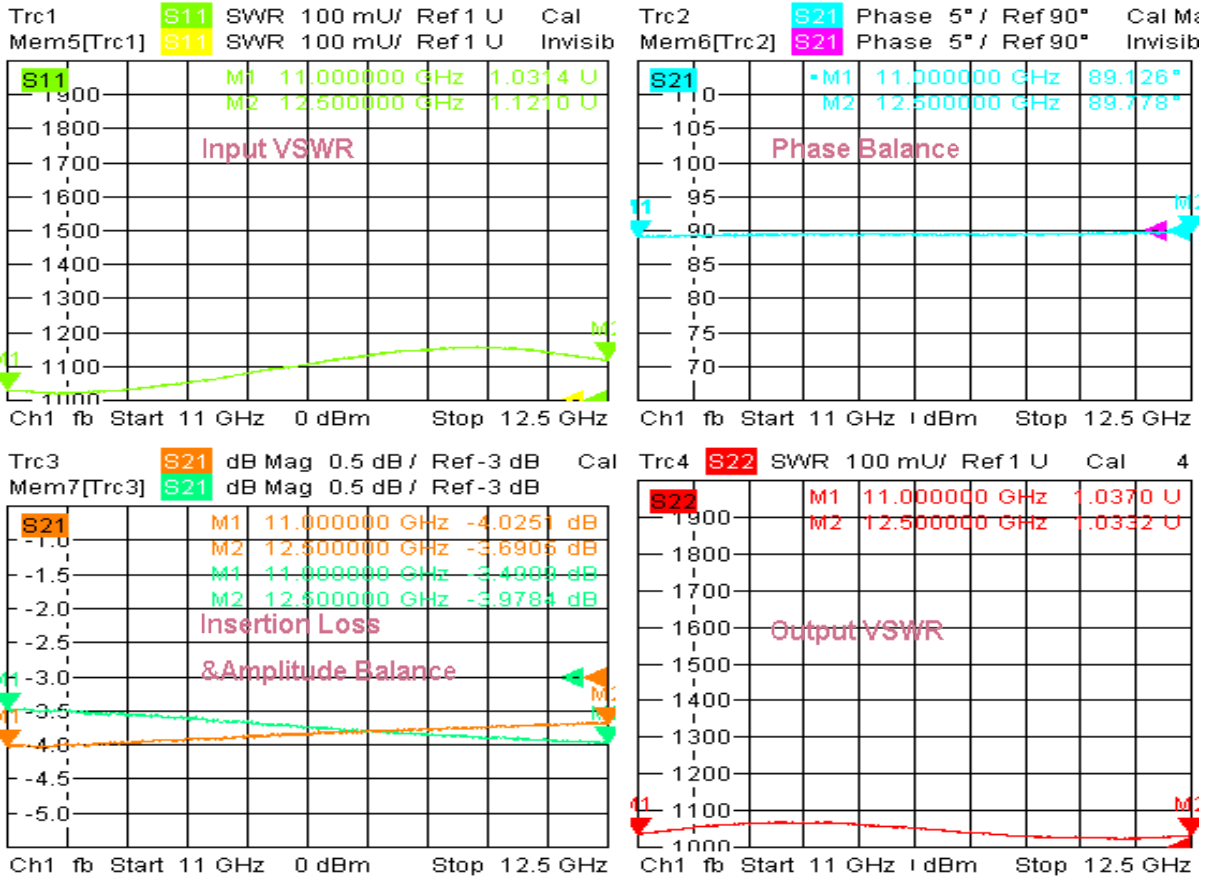 Trc1 S11 SWR 100 mU/ Ref 1 U Cal
Mem5[Trc1] S11 SWR 100 mU/ Ref 1 U Invisib
S11
M1 11.000000 GHz 1.0314 U
M2 12.500000 GHz 1.1210 U
1900
1800
Input VSWR
1700
1600
1500
1400
1300
1200
1100
Ch1 fb Start 11 GHz 0 dBm Stop 12.5 GHz
Trc2 S21 Phase 5°/ Ref 90° Cal
Mem6[Trc2] S21 Phase 5°/ Ref 90° Invisib
S21
•M1 11.000000 GHz 89.126°
M2 12.500000 GHz 89.778°
105
Phase Balance
100
95
90
85
80
75
70
Ch1 fb Start 11 GHz dBm Stop 12.5 GHz
Trc3 S21 dB Mag 0.5 dB/ Ref -3 dB Cal
Mem7[Trc3] S21 dB Mag 0.5 dB/ Ref -3 dB
S21
M1 11.000000 GHz -4.0251 dB
M2 12.500000 GHz -3.6905 dB
M1 11.000000 GHz dB
M2 12.500000 GHz -3.9784 dB
-1.0
-1.5
-2.0
Insertion Loss
-2.5
&Amplitude Balance
-3.0
-3.5
-4.0
-4.5
-5.0
Ch1 fb Start 11 GHz 0 dBm Stop 12.5 GHz
Trc4 S22 SWR 100 mU/ Ref 1 U Cal 4
S22
M1 11.000000 GHz 1.0370 U
M2 12.500000 GHz 1.0332 U
1900
1800
1700
1600
Output VSWR
1500
1400
1300
1200
1100
1000
Ch1 fb Start 11 GHz dBm Stop 12.5 GHz